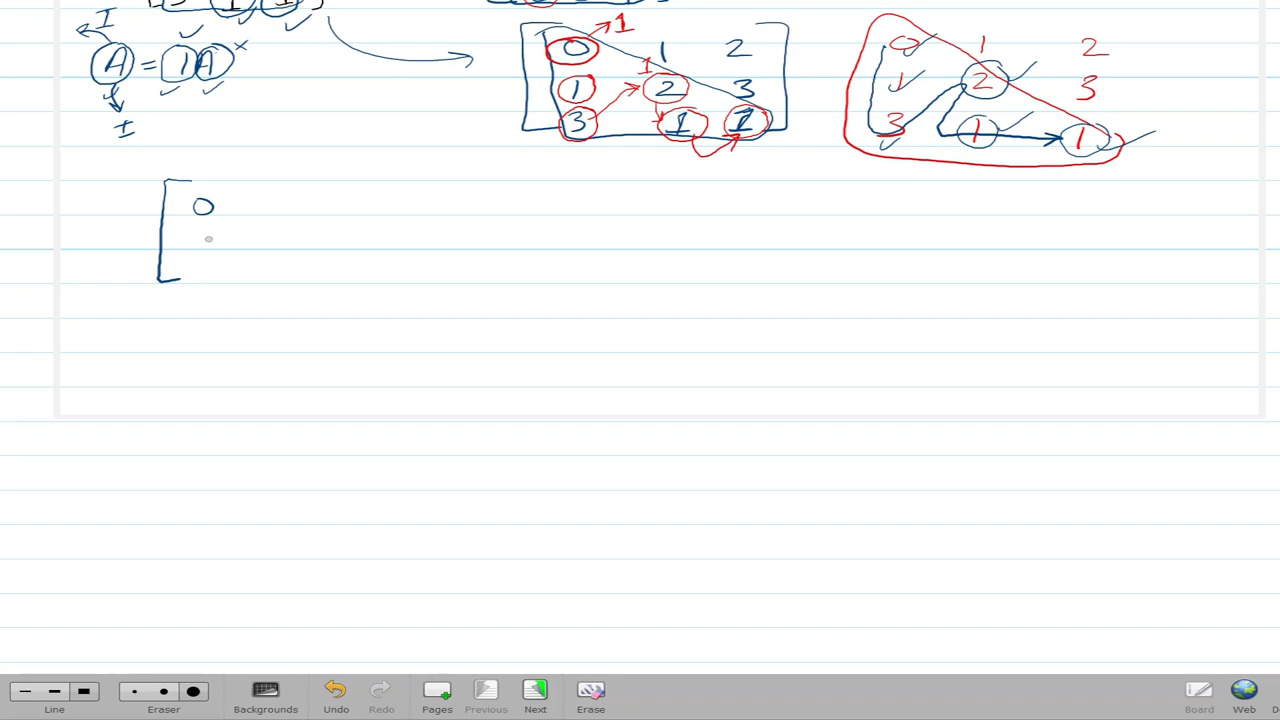 I
A = IA
I
0 1 2
1 2 3
3 1 1
1
1
0 1 2
1 2 3
3 1 1
0
Line Eraser Backgrounds Undo Redo Pages Previous Next Erase Board Web